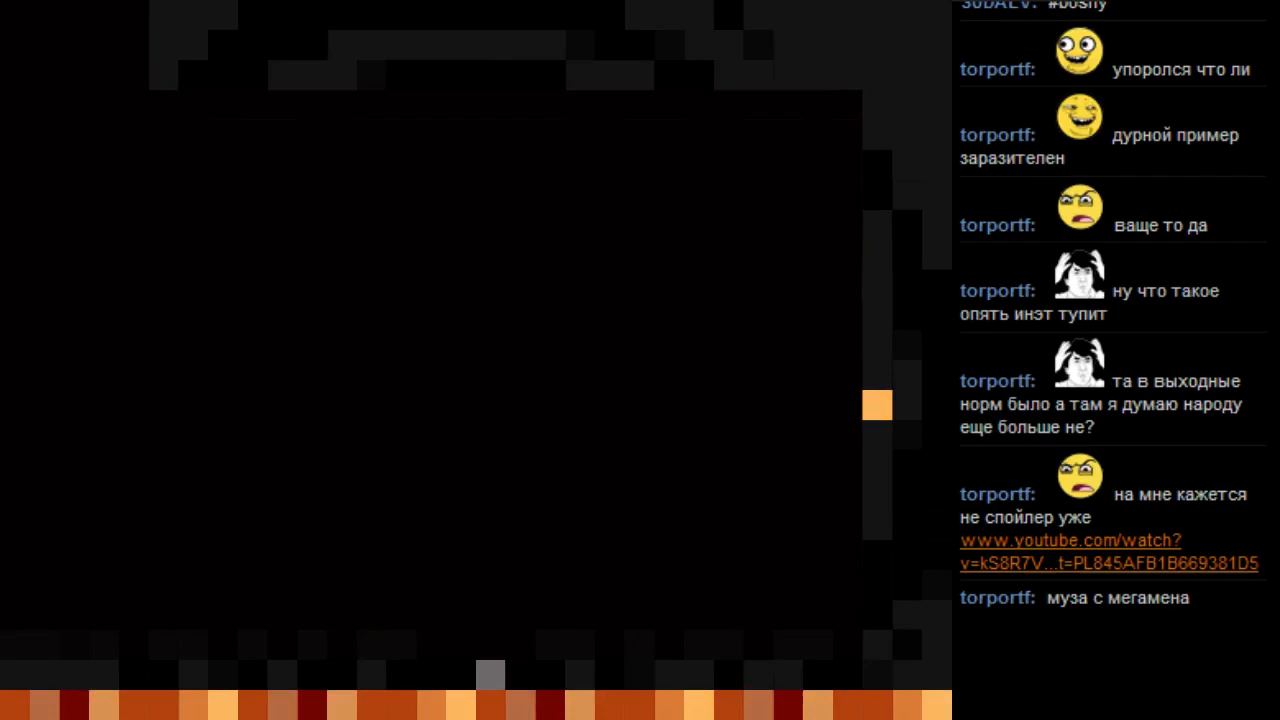 #boshy
torportf: упоролся что ли
torportf: дурной пример
заразителен
torportf: ваще то да
torportf: ну что такое
опять инэт тупит
torportf: та в выходные
норм было а там я думаю народу
еще больше не?
torportf: на мне кажется
не спойлер уже
www.youtube.com/watch?
v=kS8R7V...t=PL845AFB1B669381D5
torportf: муза с мегамена